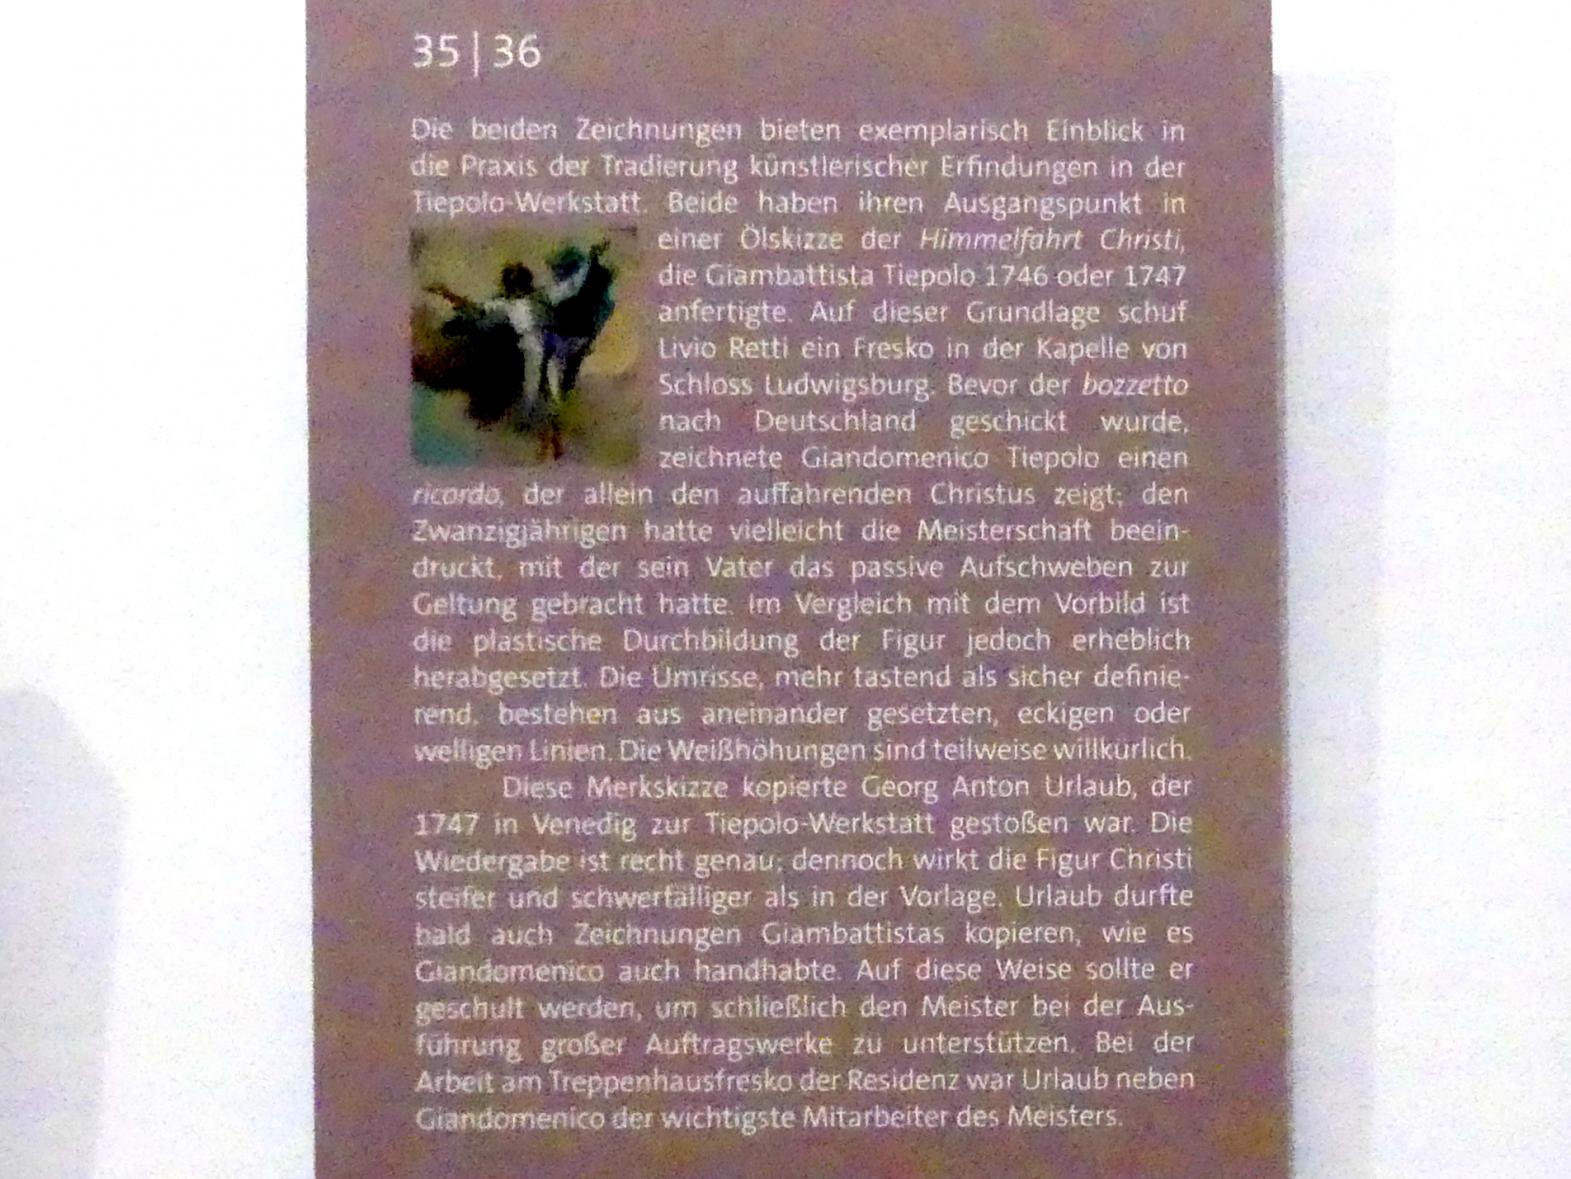 35 | 36
Die beiden Zeichnungen bieten exemplarisch Einblick in
die Praxis der Tradierung künstlerischer Erfindungen in der
Tiepolo-Werkstatt. Beide haben ihren Ausgangspunkt in
einer Ölskizze der Himmelfahrt Christi,
die Giambattista Tiepolo 1746 oder 1747
anfertigte. Auf dieser Grundlage schuf
Livio Retti ein Fresko in der Kapelle von
Schloss Ludwigsburg. Bevor der bozzetto
nach Deutschland geschickt wurde,
zeichnete Giandomenico Tiepolo einen
ricordo, der allein den auffahrenden Christus zeigt; den
Zwanzigjährigen hatte vielleicht die Meisterschaft beein-
druckt, mit der sein Vater das passive Aufschweben zur
Geltung gebracht hatte. Im Vergleich mit dem Vorbild ist
die plastische Durchbildung der Figur jedoch erheblich
herabgesetzt. Die Umrisse, mehr tastend als sicher definie-
rend, bestehen aus aneinander gesetzten, eckigen oder
welligen Linien. Die Weißhöhungen sind teilweise willkürlich.
Diese Merkskizze kopierte Georg Anton Urlaub, der
1747 in Venedig zur Tiepolo-Werkstatt gestoßen war. Die
Wiedergabe ist recht genau; dennoch wirkt die Figur Christi
steifer und schwerfälliger als in der Vorlage. Urlaub durfte
bald auch Zeichnungen Giambattistas kopieren, wie es
Giandomenico auch handhabte. Auf diese Weise sollte er
geschult werden, um schließlich den Meister bei der Aus-
führung großer Auftragswerke zu unterstützen. Bei der
Arbeit am Treppenhausfresko der Residenz war Urlaub neben
Giandomenico der wichtigste Mitarbeiter des Meisters.